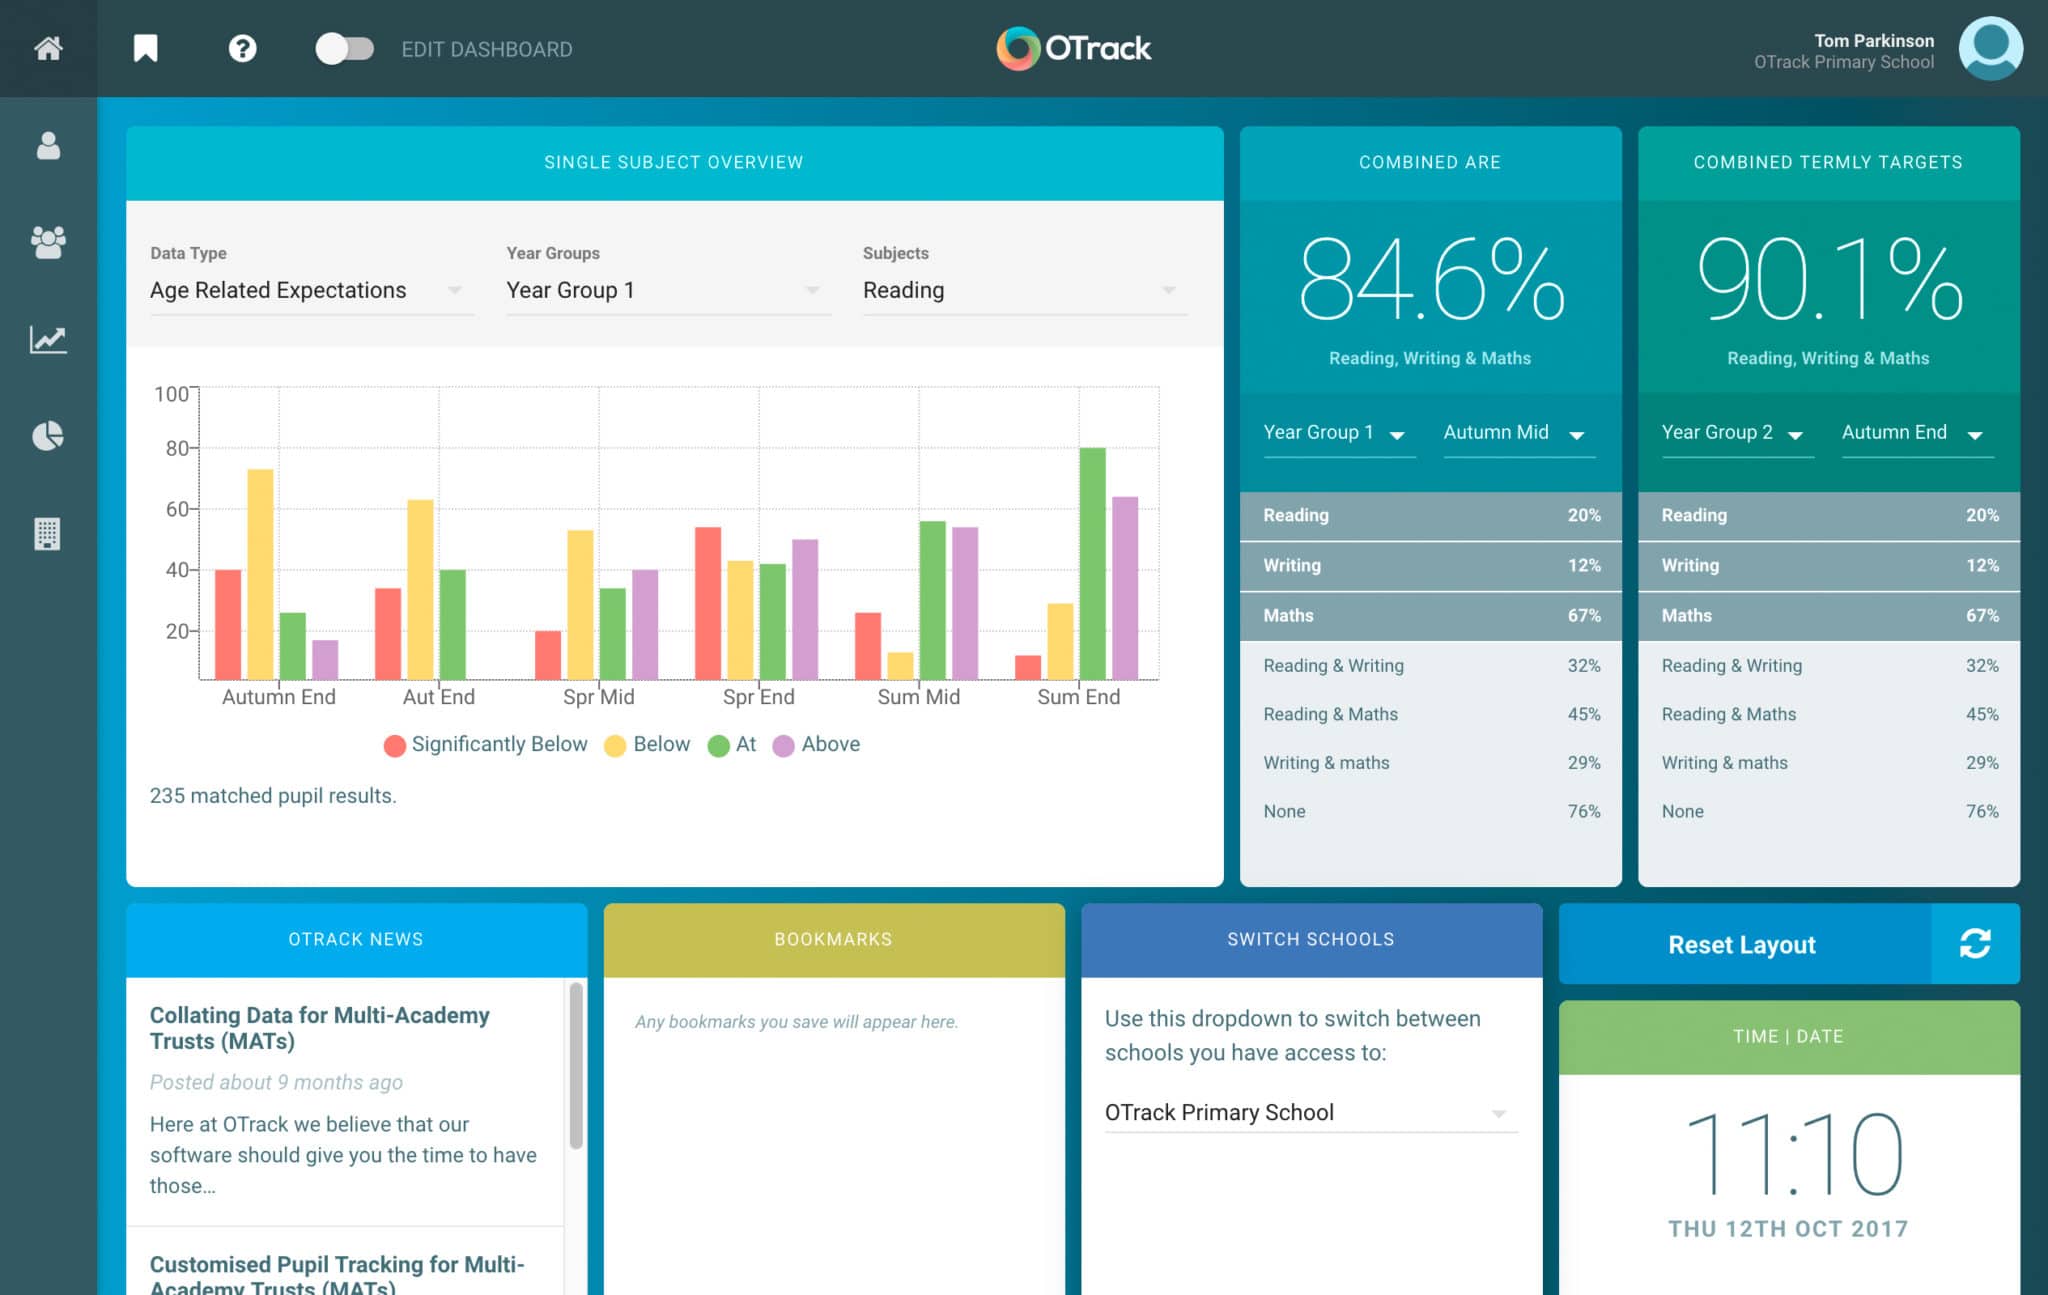 EDIT DASHBOARD
OTrack
Tom Parkinson
OTrack Primary School
SINGLE SUBJECT OVERVIEW
Data Type
Age Related Expectations
Year Groups
Year Group 1
Subjects
Reading
100
80
60
40
20
Autumn End
Aut End
Spr Mid
Spr End
Sum Mid
Sum End
Significantly Below
Below
At
Above
235 matched pupil results.
COMBINED ARE
84.6%
Reading, Writing & Maths
Year Group 1
Autumn Mid
Reading 20%
Writing 12%
Maths 67%
Reading & Writing 32%
Reading & Maths 45%
Writing & maths 29%
None 76%
COMBINED TERMLY TARGETS
90.1%
Reading, Writing & Maths
Year Group 2
Autumn End
Reading 20%
Writing 12%
Maths 67%
Reading & Writing 32%
Reading & Maths 45%
Writing & maths 29%
None 76%
OTRACK NEWS
Collating Data for Multi-Academy
Trusts (MATs)
Posted about 9 months ago
Here at OTrack we believe that our
software should give you the time to have
those...
Customised Pupil Tracking for Multi-
Academy Trusts (MATs)
BOOKMARKS
Any bookmarks you save will appear here.
SWITCH SCHOOLS
Use this dropdown to switch between
schools you have access to:
OTrack Primary School
Reset Layout
TIME | DATE
11:10
THU 12TH OCT 2017